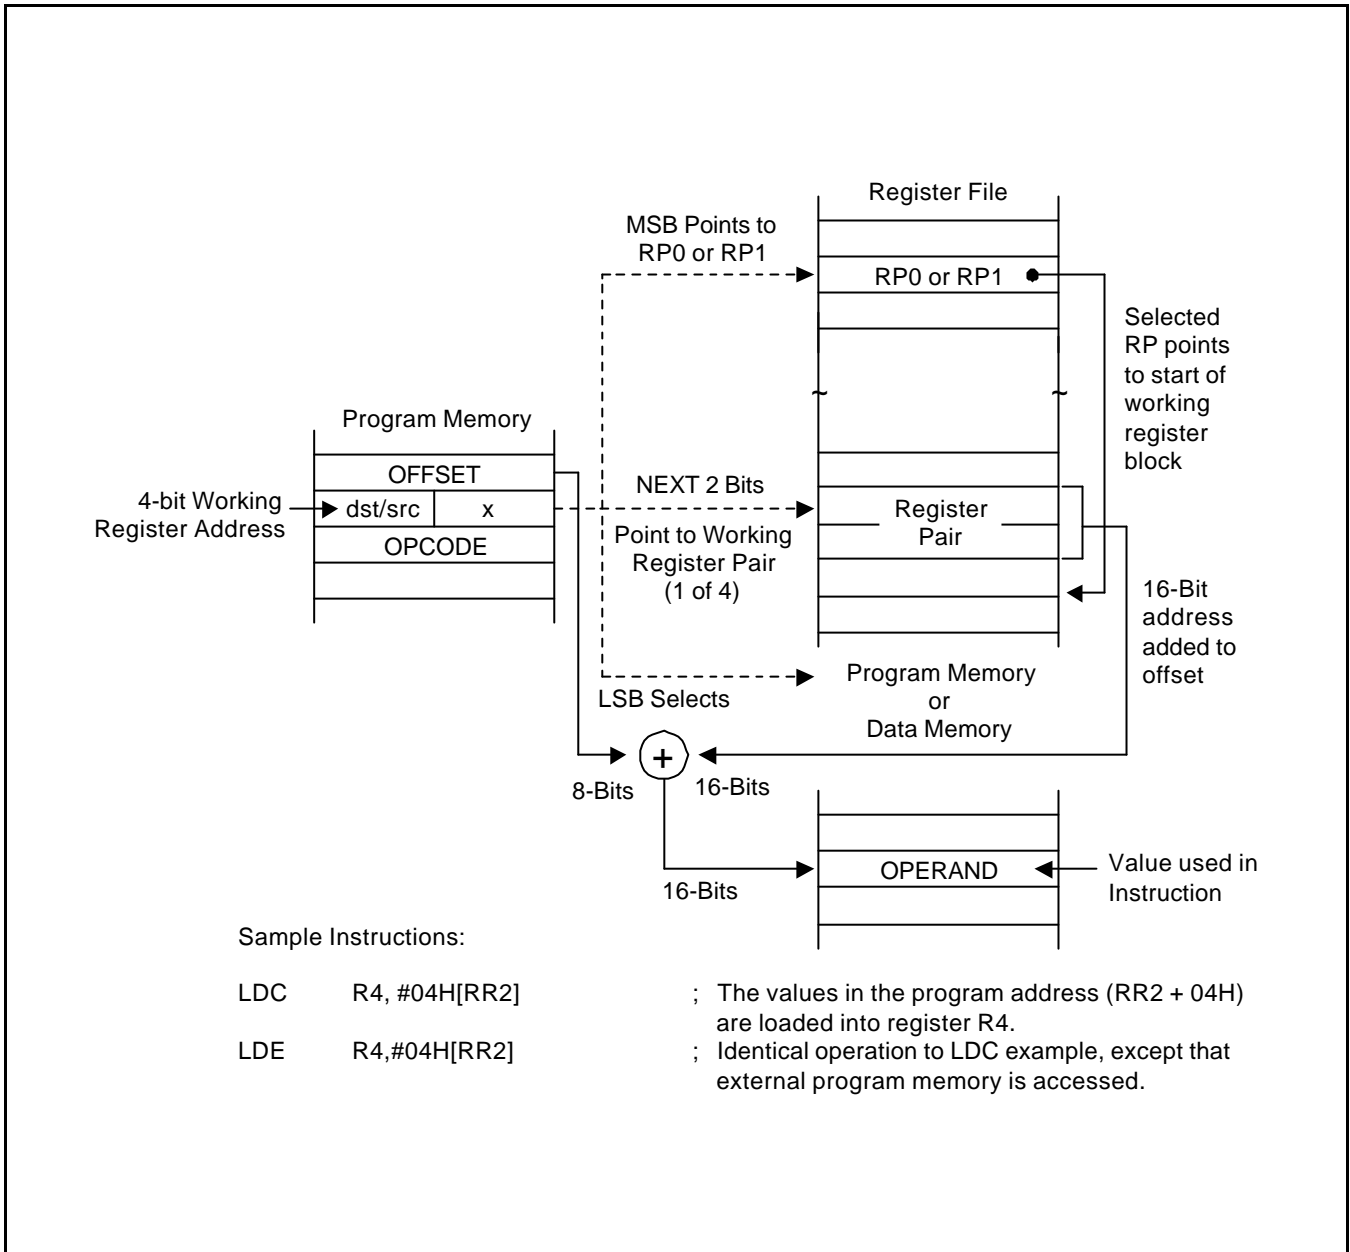 Register File
MSB Points to
RP0 or RP1
RP0 or RP1
Selected
RP points
to start of
working
register
block
~
~
Program Memory
OFFSET
4-bit Working
Register Address
dst/src
x
OPCODE
NEXT 2 Bits
Point to Working
Register Pair
(1 of 4)
Register
Pair
16-Bit
address
added to
offset
LSB Selects
Program Memory
or
Data Memory
+
8-Bits
16-Bits
16-Bits
OPERAND
Value used in
Instruction
Sample Instructions:
LDC R4, #04H[RR2] ; The values in the program address (RR2 + 04H)
are loaded into register R4.
LDE R4,#04H[RR2] ; Identical operation to LDC example, except that
external program memory is accessed.